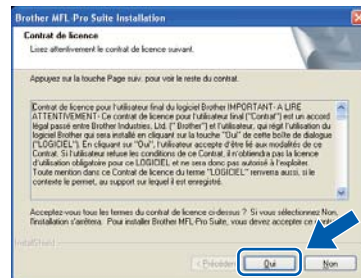 Brother MFL-Pro Suite Installation
Contrat de licence
Lisez attentivement le contrat de licence suivant.
Appuyez sur la touche Page suiv. pour voir le reste du contrat.
Contrat de licence pour l'utilisateur final du logiciel Brother IMPORTANT- A LIRE
ATTENTIVEMENT- Ce contrat de licence pour l'utilisateur final ("Contrat") est un accord
légal passé entre Brother Industries, Ltd. ("Brother") et l'utilisateur, qui régit l'utilisation du
logiciel Brother qui sera installé en cliquant sur la touche "Oui" de cette boîte de dialogue
("LOGICIEL"). En cliquant sur "Oui", l'utilisateur accepte d'être lié aux modalités de ce
Contrat. Si l'utilisateur refuse les conditions de ce Contrat, il n'obtiendra pas la licence
d'utilisation obligatoire pour ce LOGICIEL et ne sera donc pas autorisé à l'exploiter.
Toute mention dans ce Contrat de licence du terme "LOGICIEL" renverra aussi, si le
contexte le permet, au support sur lequel il est enregistré.
Acceptez-vous tous les termes du contrat de licence ci-dessus ? Si vous sélectionnez Non,
l'installation s'arrêtera. Pour installer Brother MFL-Pro Suite, vous devez accepter ce
InstallShield
< Précédent Oui Non